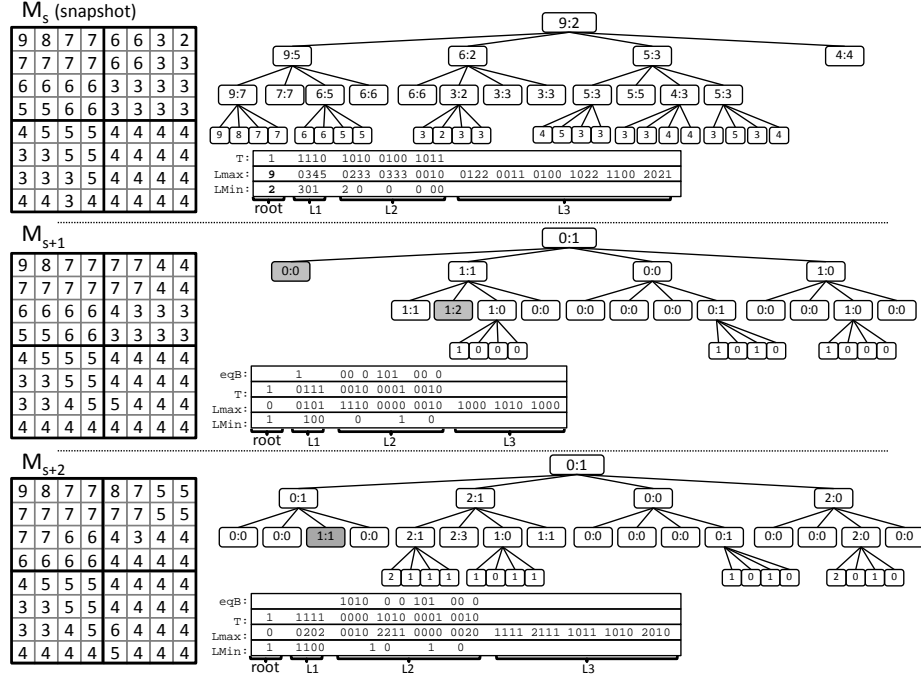 Ms (snapshot)
9 8 7 7 6 6 3 2
7 7 7 7 6 6 3 3
6 6 6 6 3 3 3 3
5 5 6 6 3 3 3 3
4 5 5 5 4 4 4 4
3 3 5 5 4 4 4 4
3 3 3 5 4 4 4 4
4 4 3 4 4 4 4 4
9:2
9:5 6:2 5:3 4:4
9:7 7:7 6:5 6:6 6:6 3:2 3:3 3:3 5:3 5:5 4:3 5:3
9 8 7 7 6 6 5 5 3 2 3 3 4 5 3 3 3 3 4 4 3 5 3 4
T: 1 1110 1010 0100 1011
Lmax: 9 0345 0233 0333 0010 0122 0011 0100 1022 1100 2021
LMin: 2 301 2 0 0 0 00
root L1 L2 L3
Ms+1
9 8 7 7 7 7 4 4
7 7 7 7 7 7 4 4
6 6 6 6 4 3 3 3
5 5 6 6 3 3 3 3
4 5 5 5 4 4 4 4
3 3 5 5 4 4 4 4
3 3 4 5 5 4 4 4
4 4 4 4 4 4 4 4
0:1
0:0 1:1 0:0 1:0
1:1 1:2 1:0 0:0 0:0 0:0 0:0 0:1 0:0 0:0 1:0 0:0
1 0 0 0 1 0 1 0 1 0 0 0
eqB: 1 00 0 101 00 0
T: 1 0111 0010 0001 0010
Lmax: 0 0101 1110 0000 0010 1000 1010 1000
LMin: 1 100 0 1 0
root L1 L2 L3
Ms+2
9 8 7 7 8 7 5 5
7 7 7 7 7 7 5 5
7 7 6 6 4 3 4 4
6 6 6 6 4 4 4 4
4 5 5 5 4 4 4 4
3 3 5 5 4 4 4 4
3 3 4 5 6 4 4 4
4 4 4 4 5 4 4 4
0:1
0:1 2:1 0:0 2:0
0:0 0:0 1:1 0:0 2:1 2:3 1:0 1:1 0:0 0:0 0:0 0:1 0:0 0:0 2:0 0:0
2 1 1 1 1 0 1 1 1 0 1 0 2 0 1 0
eqB: 1010 0 0 101 00 0
T: 1 1111 0000 1010 0001 0010
Lmax: 0 0202 0010 2211 0000 0020 1111 2111 1011 1010 2010
LMin: 1 1100 1 0 1 0
root L1 L2 L3